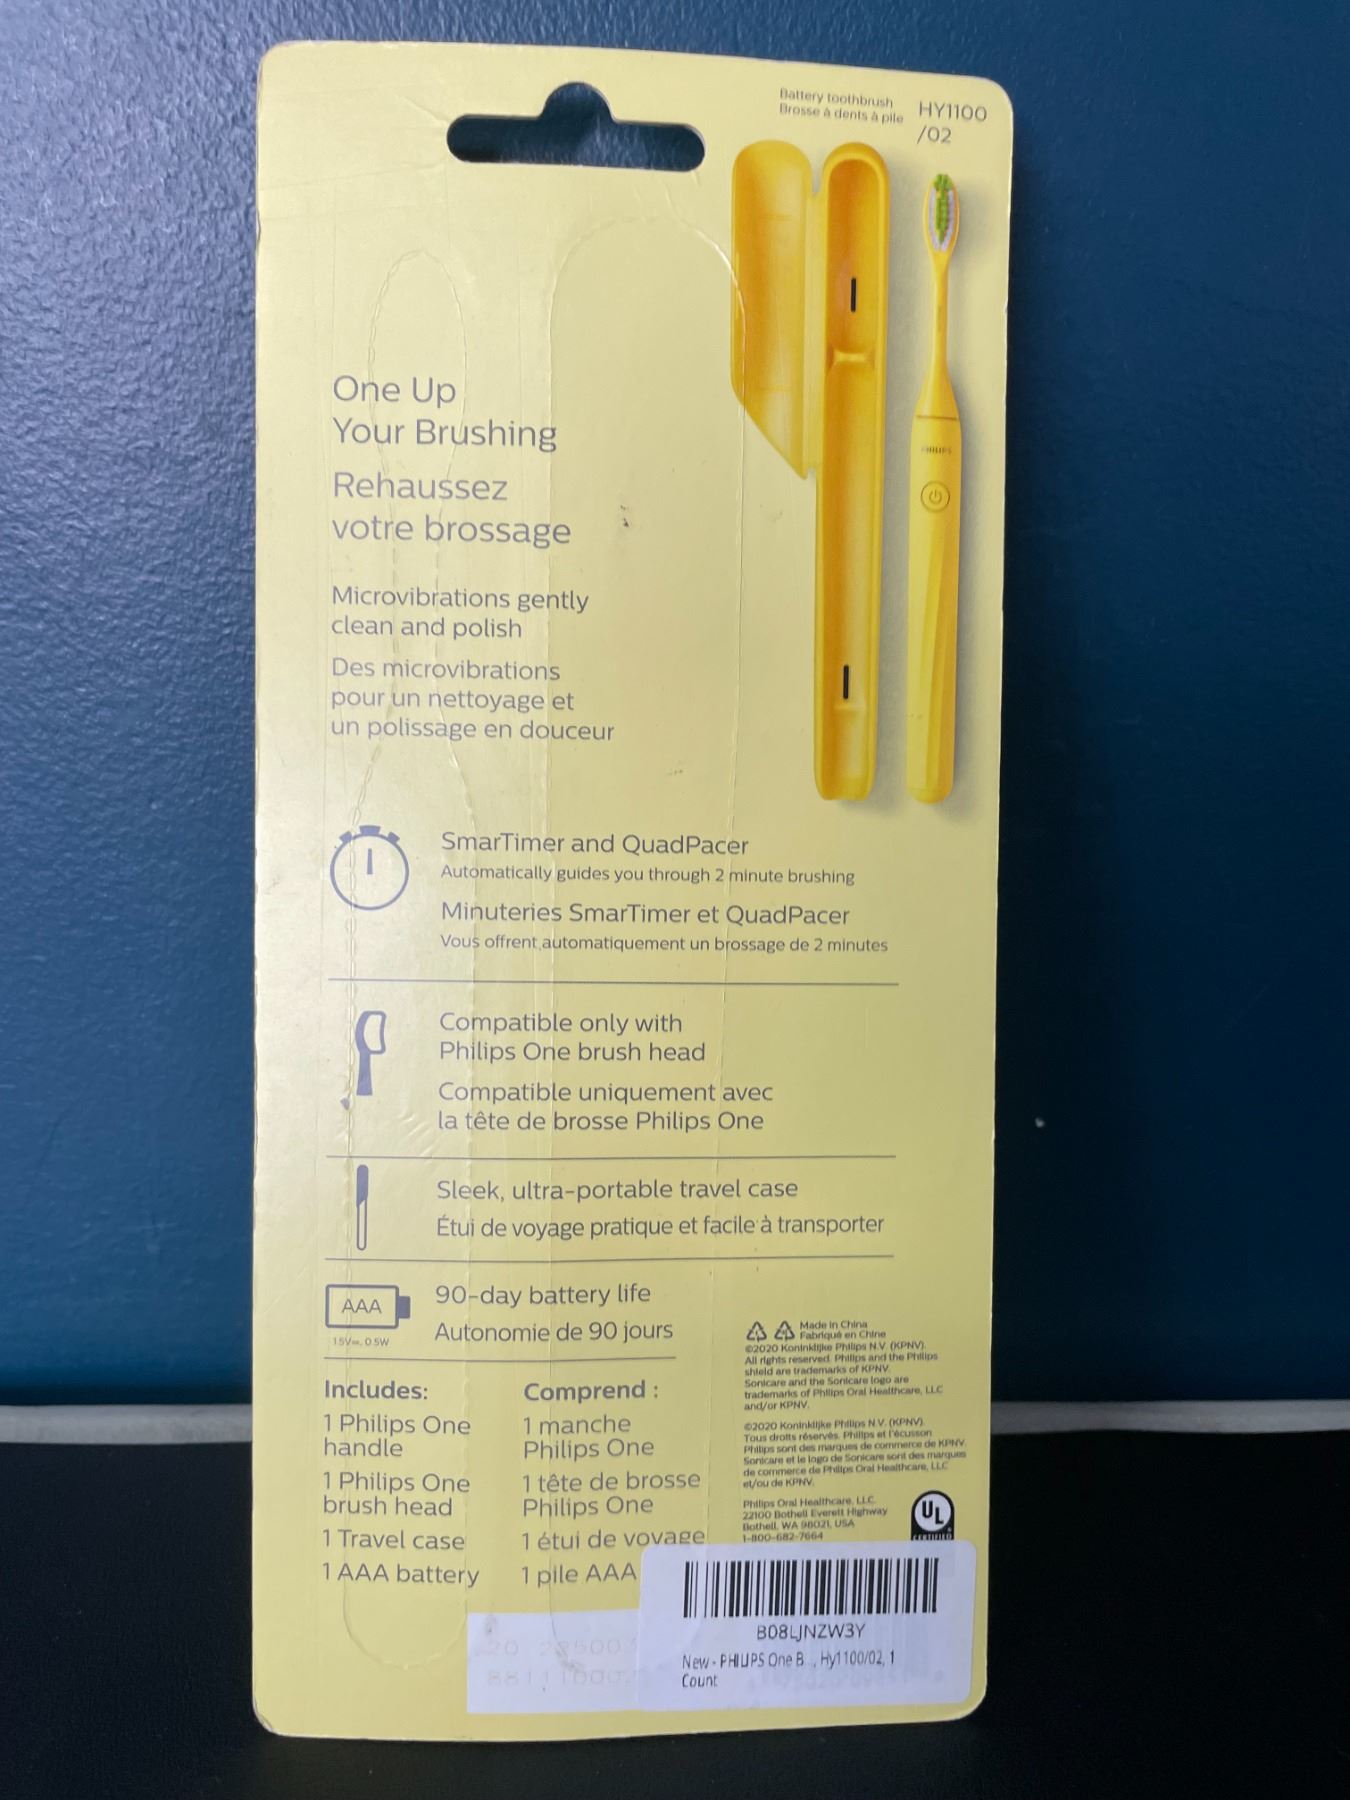 Battery toothbrush
Brosse à dents à pile
HY1100
/02
PHILIPS
One Up
Your Brushing
Rehaussez
votre brossage
Microvibrations gently
clean and polish
Des microvibrations
pour un nettoyage et
un polissage en douceur
SmarTimer and QuadPacer
Automatically guides you through 2 minute brushing
Minuteries SmarTimer et QuadPacer
Vous offrent automatiquement un brossage de 2 minutes
Compatible only with
Philips One brush head
Compatible uniquement avec
la tête de brosse Philips One
Sleek, ultra-portable travel case
Étui de voyage pratique et facile à transporter
AAA
1.5V⎓, 0.5W
90-day battery life
Autonomie de 90 jours
Includes:
1 Philips One
handle
1 Philips One
brush head
1 Travel case
1 AAA battery
Comprend :
1 manche
Philips One
1 tête de brosse
Philips One
1 étui de voyage
1 pile AAA
Made in China
Fabriqué en Chine
©2020 Koninklijke Philips N.V. (KPNV).
All rights reserved. Philips and the Philips
shield are trademarks of KPNV.
Sonicare and the Sonicare logo are
trademarks of Philips Oral Healthcare, LLC
and/or KPNV.
©2020 Koninklijke Philips N.V. (KPNV).
Tous droits réservés. Philips et l'écusson
Philips sont des marques de commerce de KPNV.
Sonicare et le logo de Sonicare sont des marques
de commerce de Philips Oral Healthcare, LLC
et/ou de KPNV.
Philips Oral Healthcare, LLC
22100 Bothell Everett Highway
Bothell, WA 98021, USA
1-800-682-7664
UL
CERTIFIED
B08LJNZW3Y
New - PHILIPS One B..., Hy1100/02, 1
Count